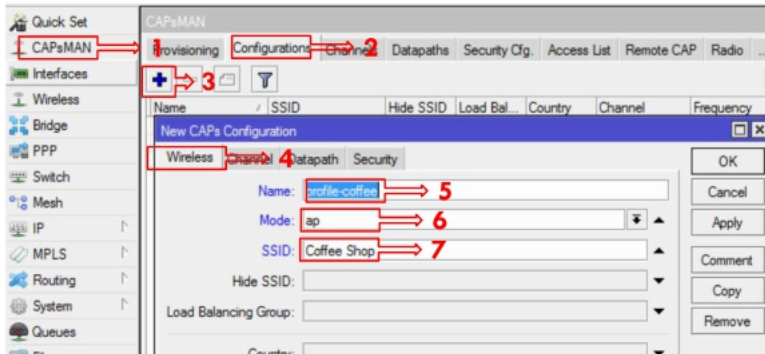 Quick Set
CAPsMAN
Interfaces
Wireless
Bridge
PPP
Switch
Mesh
IP
MPLS
Routing
System
Queues
CAPsMAN
1
Provisioning Configurations Channels 2 Datapaths Security Cfg. Access List Remote CAP Radio ...
3
Name / SSID Hide SSID Load Bal... Country Channel Frequency
New CAPs Configuration
Wireless Channel 4 Datapath Security
Name: profile-coffee 5
Mode: ap 6
SSID: Coffee Shop 7
Hide SSID:
Load Balancing Group:
Country:
OK
Cancel
Apply
Comment
Copy
Remove